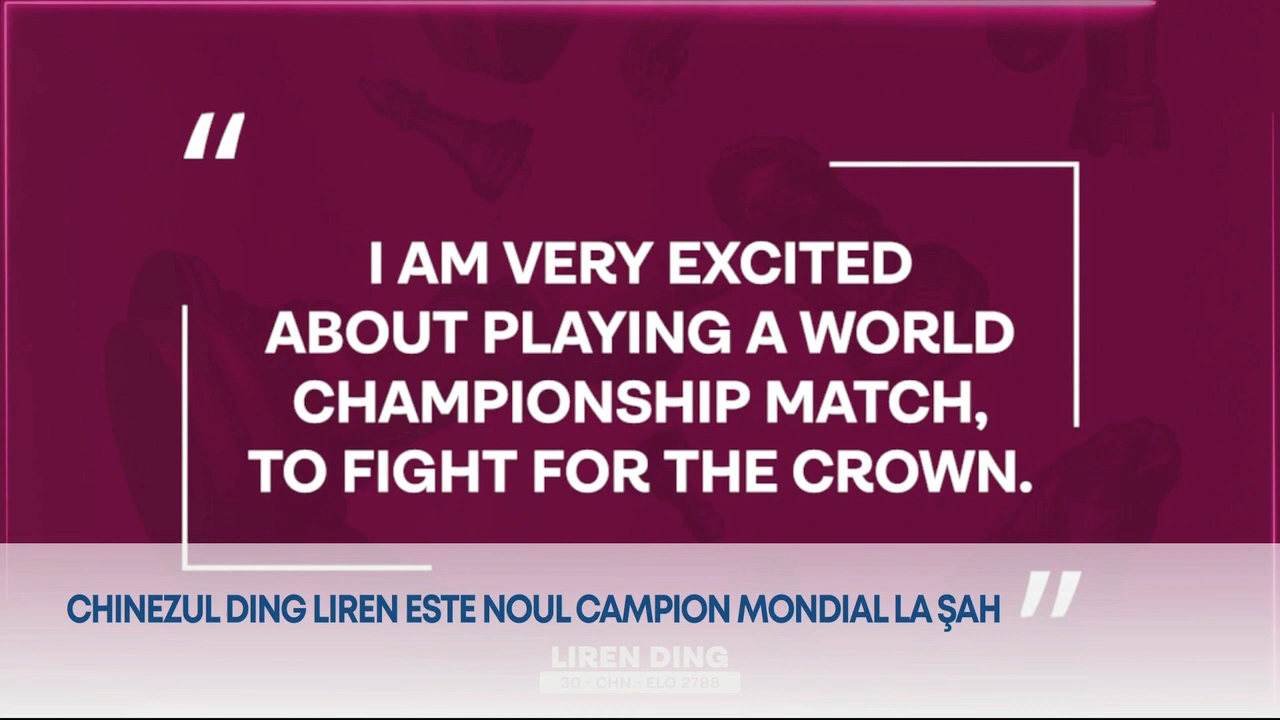 “
I AM VERY EXCITED
ABOUT PLAYING A WORLD
CHAMPIONSHIP MATCH,
TO FIGHT FOR THE CROWN.
”
CHINEZUL DING LIREN ESTE NOUL CAMPION MONDIAL LA ŞAH
LIREN DING
30 - CHN - ELO 2788